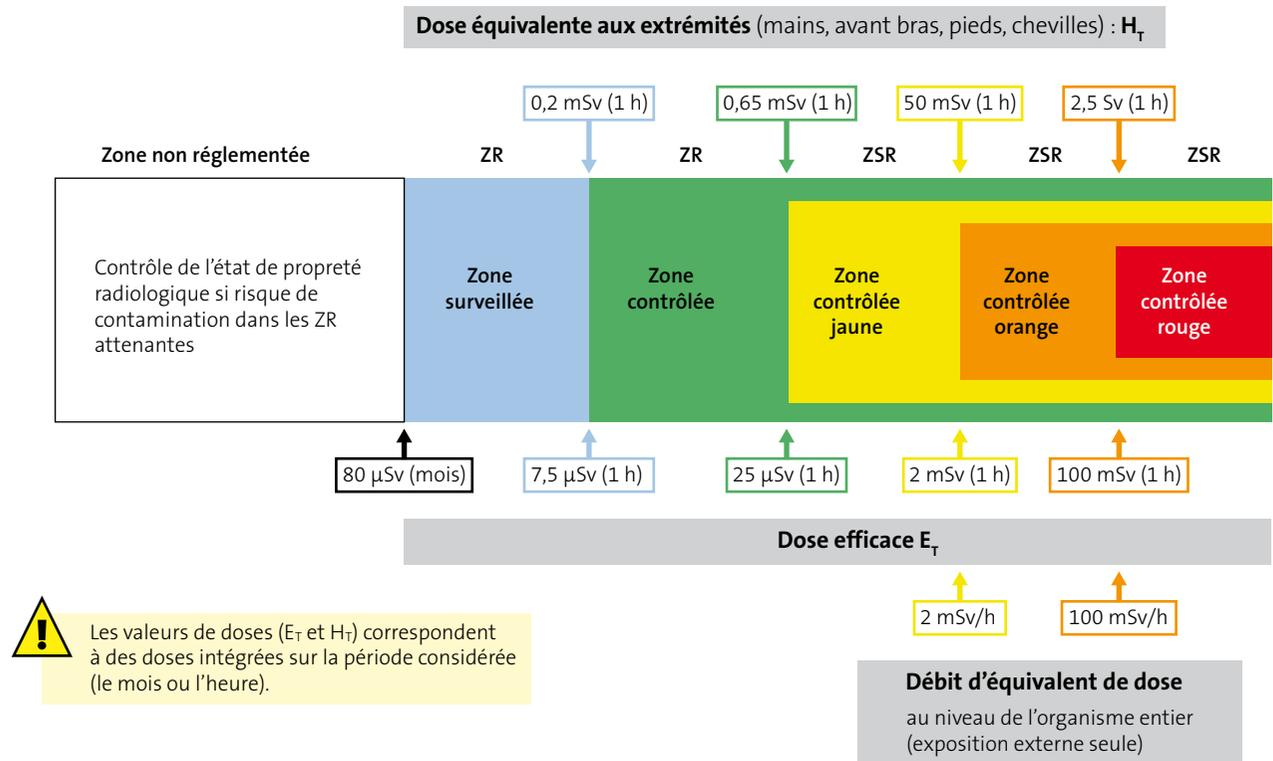 Dose équivalente aux extrémités (mains, avant bras, pieds, chevilles) : HT
0,2 mSv (1 h)
0,65 mSv (1 h)
50 mSv (1 h)
2,5 Sv (1 h)
Zone non réglementée
ZR
ZR
ZSR
ZSR
ZSR
Contrôle de l'état de propreté
radiologique si risque de
contamination dans les ZR
attenantes
Zone
surveillée
Zone
contrôlée
Zone
contrôlée
jaune
Zone
contrôlée
orange
Zone
contrôlée
rouge
80 µSv (mois)
7,5 µSv (1 h)
25 µSv (1 h)
2 mSv (1 h)
100 mSv (1 h)
Dose efficace ET
2 mSv/h
100 mSv/h
!
Les valeurs de doses (ET et HT) correspondent
à des doses intégrées sur la période considérée
(le mois ou l'heure).
Débit d'équivalent de dose
au niveau de l'organisme entier
(exposition externe seule)